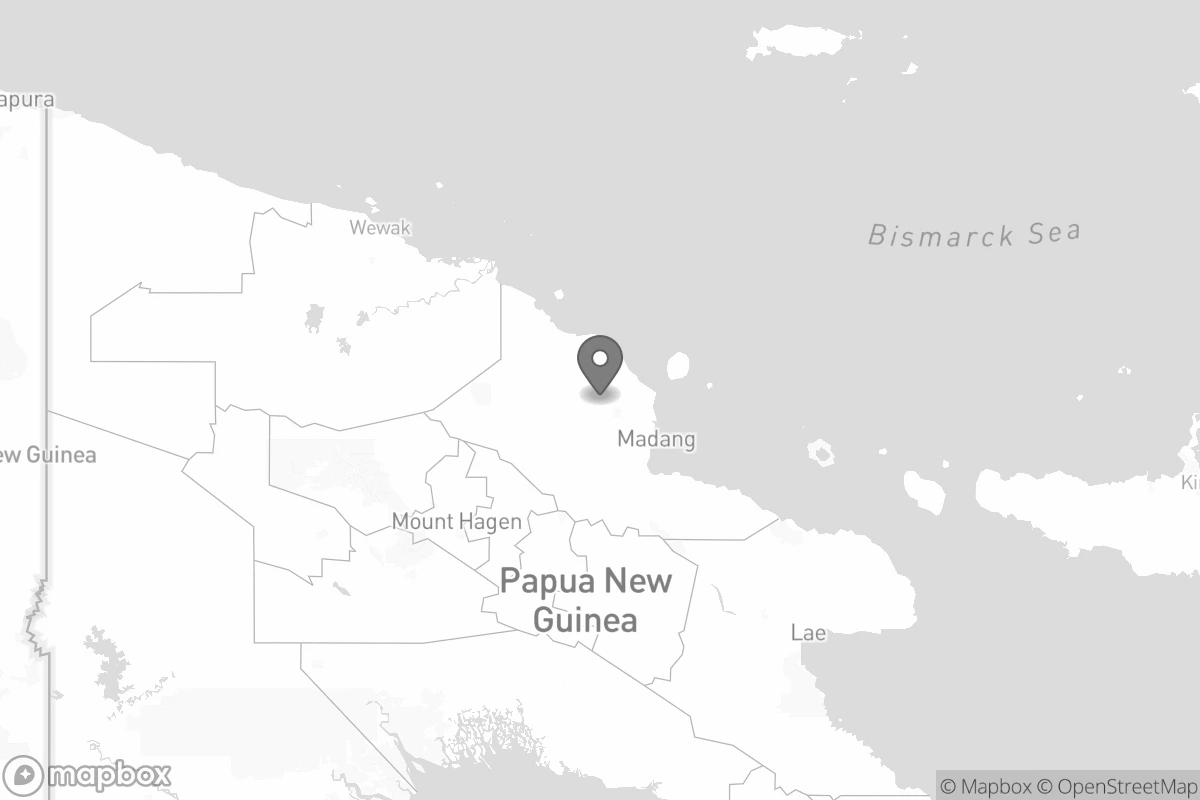 apura
Wewak
Bismarck Sea
Madang
ew Guinea
Ki
Mount Hagen
Papua New
Guinea
Lae
mapbox
© Mapbox © OpenStreetMap